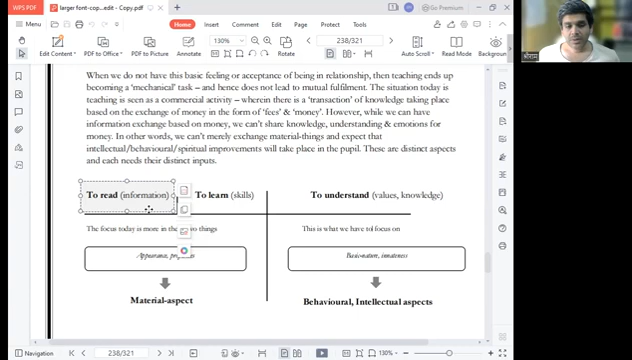 WPS PDF
larger font-cop...edit - Copy.pdf
Go Premium
Home Insert Comment Edit Page Protect Tools
130%
238/321
Edit Content PDF to Office PDF to Picture Annotate
Rotate
Auto Scroll Read Mode Background
When we do not have this basic feeling or acceptance of being in relationship, then teaching ends up
becoming a ‘mechanical’ task – and hence does not lead to mutual fulfilment. The situation today is
teaching is seen as a commercial activity – wherein there is a ‘transaction’ of knowledge taking place
based on the exchange of money in the form of ‘fees’ & ‘money’. However, while we can have
information exchange based on money, we can’t share knowledge, understanding & emotions for
money. In other words, we can’t merely exchange material-things and expect that
intellectual/behavioural/spiritual improvements will take place in the pupil. These are distinct aspects
and each needs their distinct inputs.
To read (information) To learn (skills) To understand (values, knowledge)
The focus today is more in the things This is what we have to focus on
Appearance, Basic-nature, innateness
Material-aspect Behavioural, Intellectual aspects
Navigation 238/321 130%
श्रीराम